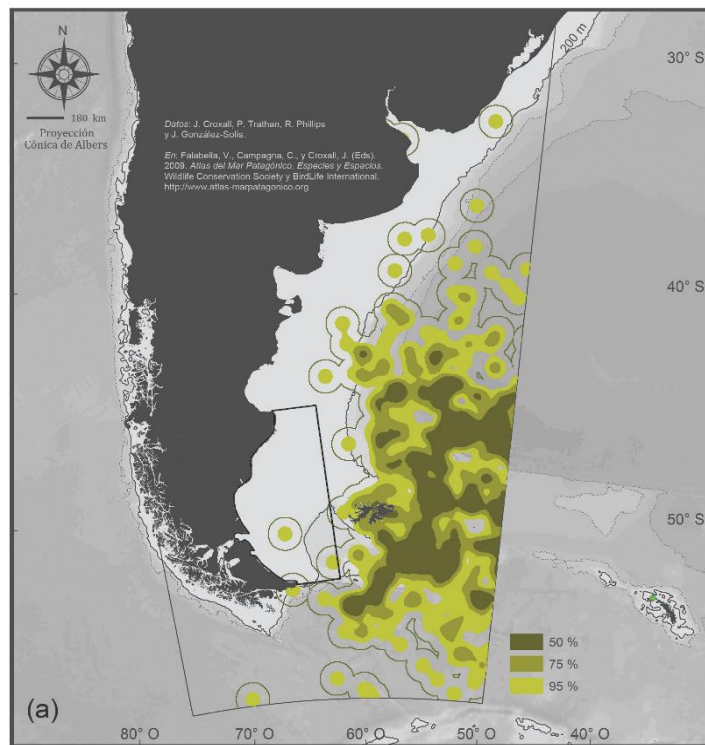 N
180 km
Proyección
Cónica de Albers
Datos: J. Croxall, P. Trathan, R. Phillips
y J. González-Solís.
En: Falabella, V., Campagna, C., y Croxall, J. (Eds).
2009. Atlas del Mar Patagónico. Especies y Espacios.
Wildlife Conservation Society y BirdLife International.
http://www.atlas-marpatagonico.org
200 m
30° S
40° S
50° S
50 %
75 %
95 %
(a)
80° O 70° O 60° O 50° O 40° O